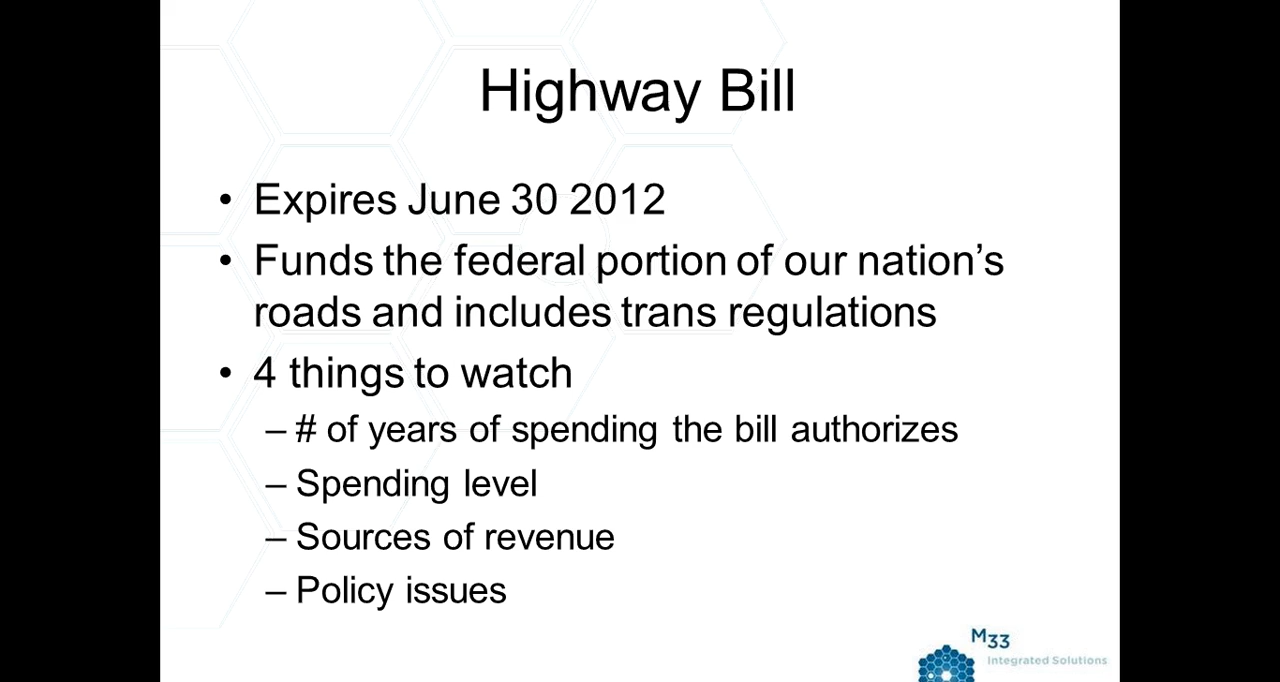 Highway Bill
• Expires June 30 2012
• Funds the federal portion of our nation’s
roads and includes trans regulations
• 4 things to watch
– # of years of spending the bill authorizes
– Spending level
– Sources of revenue
– Policy issues
M33
Integrated Solutions